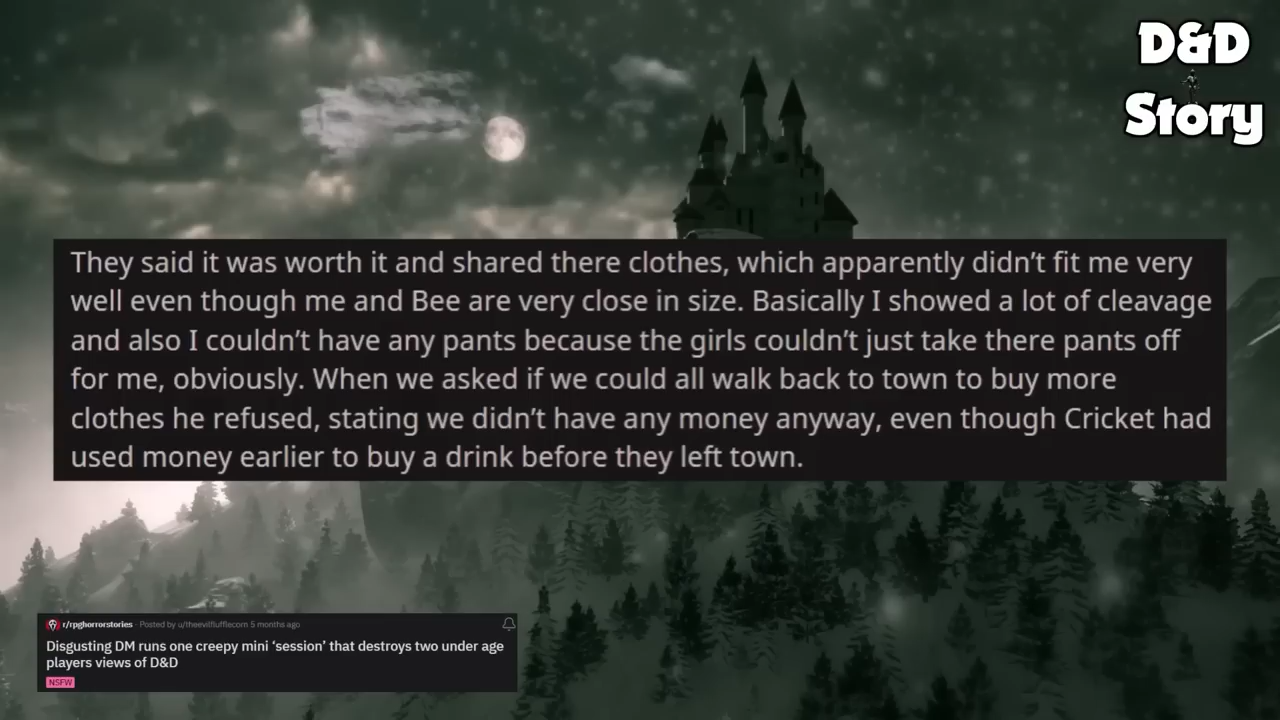 D&D
Story
They said it was worth it and shared there clothes, which apparently didn’t fit me very
well even though me and Bee are very close in size. Basically I showed a lot of cleavage
and also I couldn’t have any pants because the girls couldn’t just take there pants off
for me, obviously. When we asked if we could all walk back to town to buy more
clothes he refused, stating we didn’t have any money anyway, even though Cricket had
used money earlier to buy a drink before they left town.
r/rpghorrorstories · Posted by u/theevilflufflecorn 5 months ago
Disgusting DM runs one creepy mini ‘session’ that destroys two under age
players views of D&D
NSFW